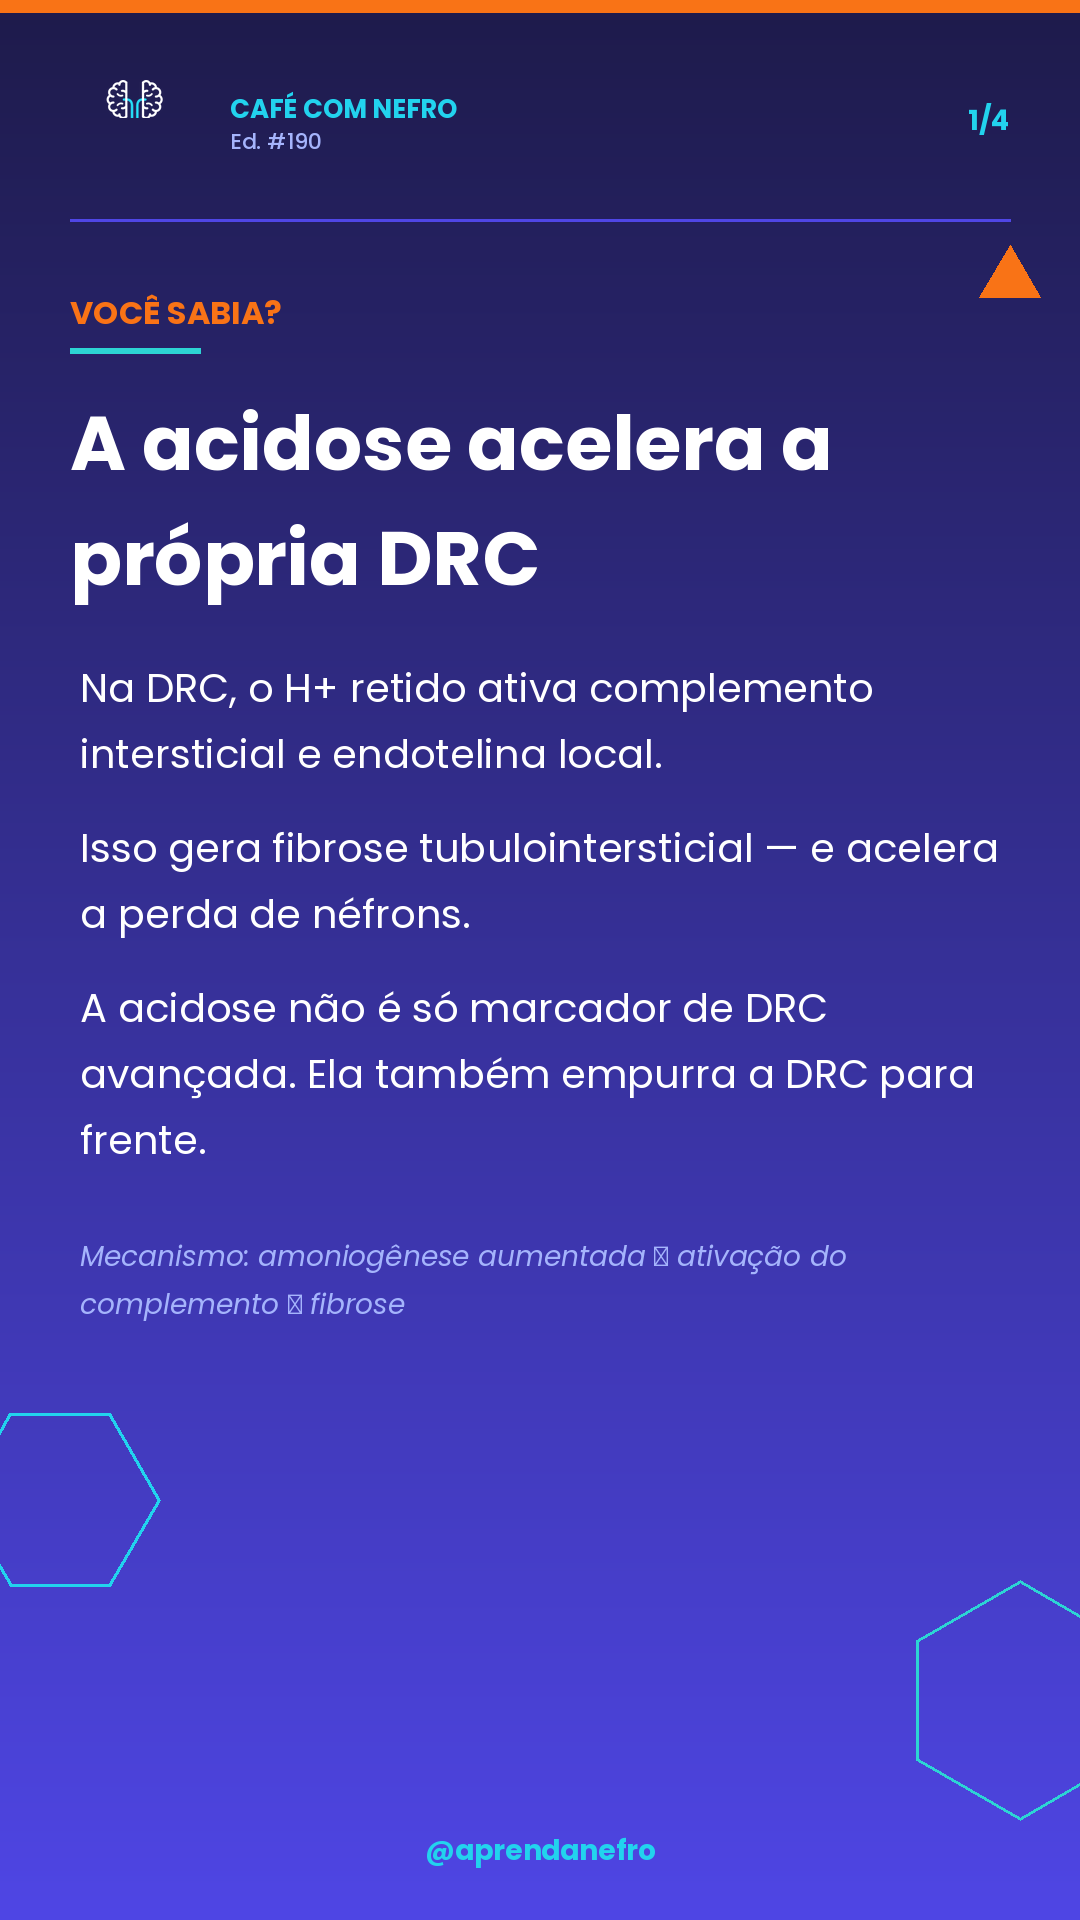 CAFÉ COM NEFRO
Ed. #190
1/4
VOCÊ SABIA?
A acidose acelera a
própria DRC
Na DRC, o H+ retido ativa complemento
intersticial e endotelina local.
Isso gera fibrose tubulointersticial — e acelera
a perda de néfrons.
A acidose não é só marcador de DRC
avançada. Ela também empurra a DRC para
frente.
Mecanismo: amoniogênese aumentada ☒ ativação do
complemento ☒ fibrose
@aprendanefro